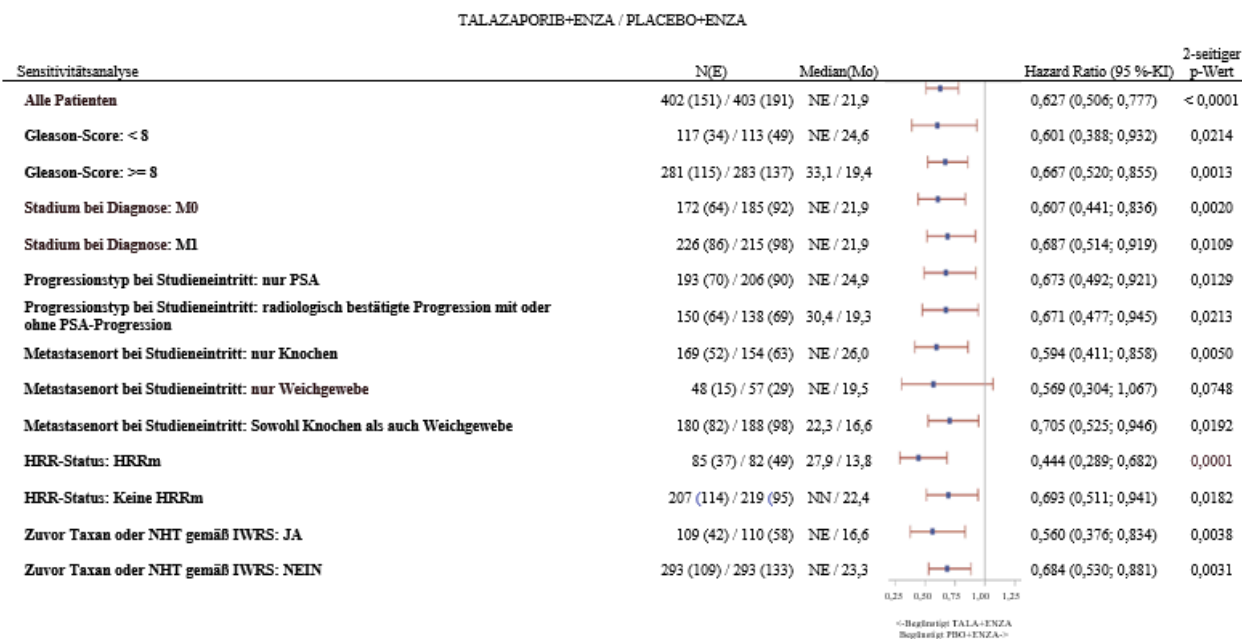 TALAZAPORIB+ENZA / PLACEBO+ENZA
2-seitiger
Sensitivitätsanalyse N(E) Median(Mo) Hazard Ratio (95 %-KI) p-Wert
Alle Patienten 402 (151) / 403 (191) NE / 21,9 0,627 (0,506; 0,777) < 0,0001
Gleason-Score: < 8 117 (34) / 113 (49) NE / 24,6 0,601 (0,388; 0,932) 0,0214
Gleason-Score: >= 8 281 (115) / 283 (137) 33,1 / 19,4 0,667 (0,520; 0,855) 0,0013
Stadium bei Diagnose: M0 172 (64) / 185 (92) NE / 21,9 0,607 (0,441; 0,836) 0,0020
Stadium bei Diagnose: M1 226 (86) / 215 (98) NE / 21,9 0,687 (0,514; 0,919) 0,0109
Progressionstyp bei Studieneintritt: nur PSA 193 (70) / 206 (90) NE / 24,9 0,673 (0,492; 0,921) 0,0129
Progressionstyp bei Studieneintritt: radiologisch bestätigte Progression mit oder
ohne PSA-Progression 150 (64) / 138 (69) 30,4 / 19,3 0,671 (0,477; 0,945) 0,0213
Metastasenort bei Studieneintritt: nur Knochen 169 (52) / 154 (63) NE / 26,0 0,594 (0,411; 0,858) 0,0050
Metastasenort bei Studieneintritt: nur Weichgewebe 48 (15) / 57 (29) NE / 19,5 0,569 (0,304; 1,067) 0,0748
Metastasenort bei Studieneintritt: Sowohl Knochen als auch Weichgewebe 180 (82) / 188 (98) 22,3 / 16,6 0,705 (0,525; 0,946) 0,0192
HRR-Status: HRRm 85 (37) / 82 (49) 27,9 / 13,8 0,444 (0,289; 0,682) 0,0001
HRR-Status: Keine HRRm 207 (114) / 219 (95) NN / 22,4 0,693 (0,511; 0,941) 0,0182
Zuvor Taxan oder NHT gemäß IWRS: JA 109 (42) / 110 (58) NE / 16,6 0,560 (0,376; 0,834) 0,0038
Zuvor Taxan oder NHT gemäß IWRS: NEIN 293 (109) / 293 (133) NE / 23,3 0,684 (0,530; 0,881) 0,0031
0,25 0,50 0,75 1,00 1,25
<-Begünstigt TALA+ENZA
Begünstigt PBO+ENZA->